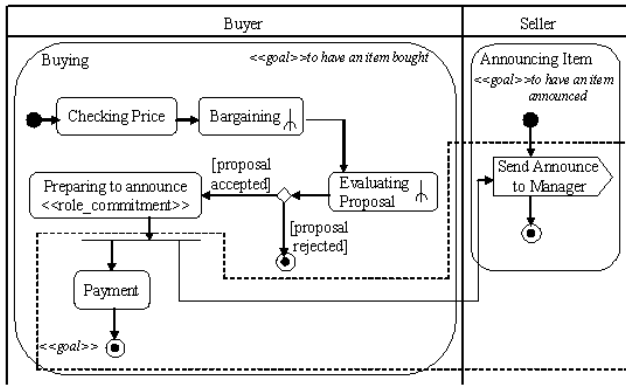 Buyer
Seller
Buying
<<goal>>to have an item bought
Announcing Item
<<goal>>to have an item
announced
Checking Price
Bargaining
[proposal
accepted]
Preparing to announce
<<role_commitment>>
Evaluating
Proposal
Send Announce
to Manager
[proposal
rejected]
Payment
<<goal>>